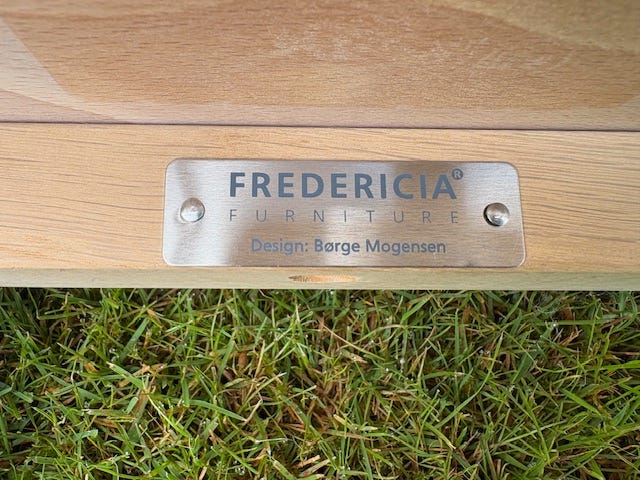 FREDERICIA®
FURNITURE
Design: Børge Mogensen